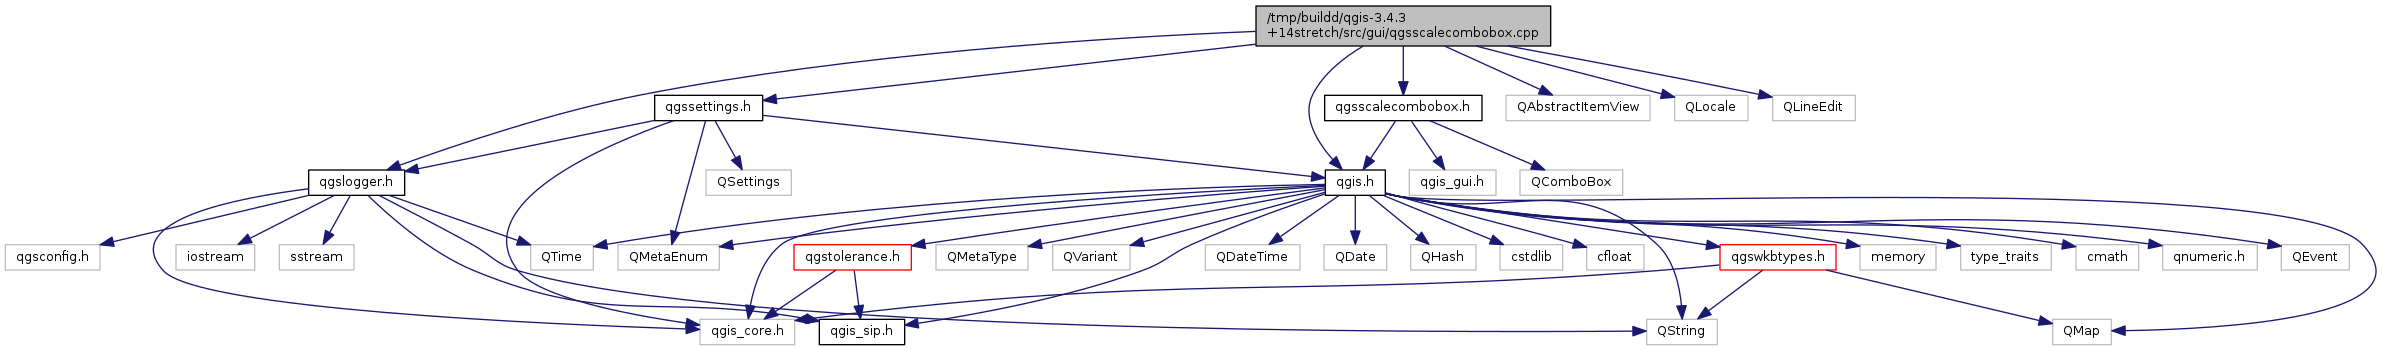 /tmp/buildd/qgis-3.4.3
+14stretch/src/gui/qgsscalecombobox.cpp
qgssettings.h
qgsscalecombobox.h
QAbstractItemView
QLocale
QLineEdit
qgslogger.h
QSettings
qgis.h
qgis_gui.h
QComboBox
qgsconfig.h
iostream
sstream
QTime
QMetaEnum
qgstolerance.h
QMetaType
QVariant
QDateTime
QDate
QHash
cstdlib
cfloat
qgswkbtypes.h
memory
type_traits
cmath
qnumeric.h
QEvent
qgis_core.h
qgis_sip.h
QString
QMap